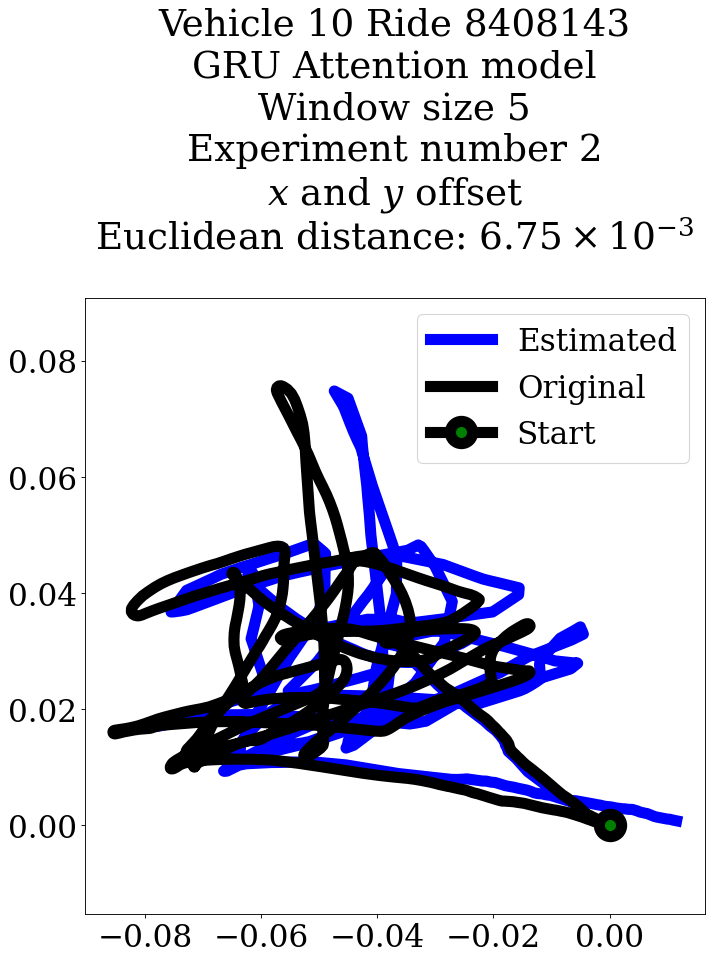 Vehicle 10 Ride 8408143
GRU Attention model
Window size 5
Experiment number 2
x and y offset
Euclidean distance: 6.75 × 10⁻³
Estimated
Original
Start
0.08
0.06
0.04
0.02
0.00
−0.08 −0.06 −0.04 −0.02 0.00